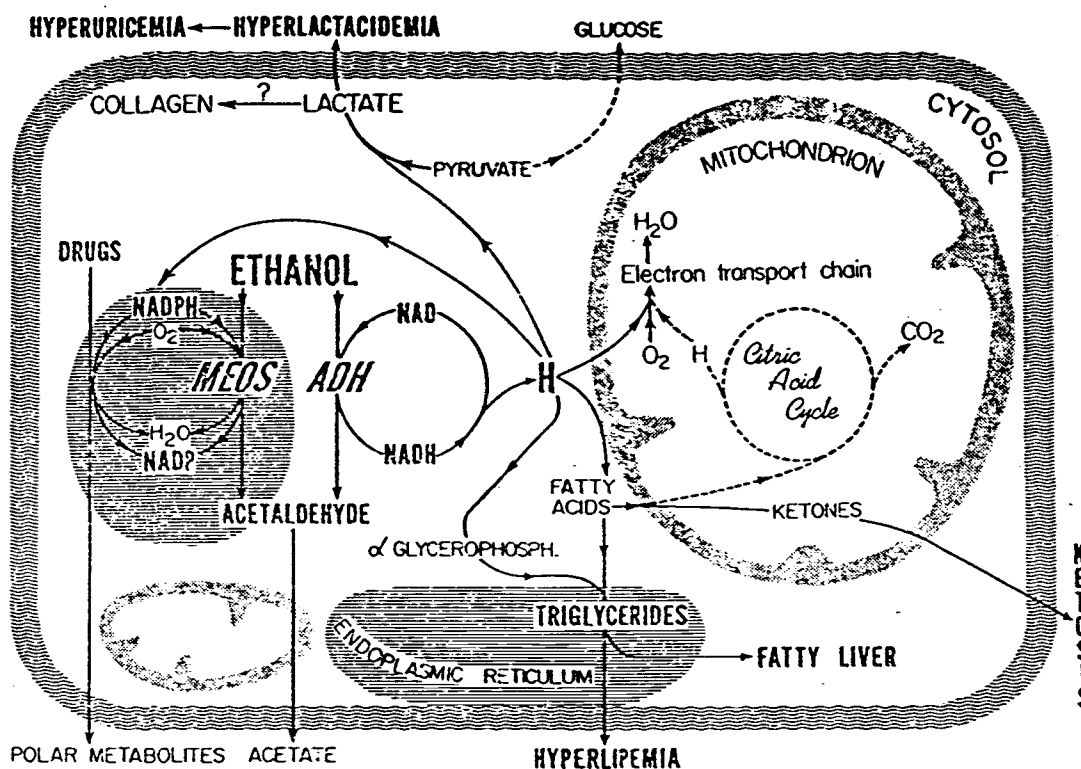 HYPERURICEMIA HYPERLACTACIDEMIA
GLUCOSE
COLLAGEN ? LACTATE
CYTOSOL
PYRUVATE
MITOCHONDRION
H2O
DRUGS
ETHANOL
Electron transport chain
NADPH
NAD
O2
CO2
O2
H
Citric
Acid
Cycle
MEOS ADH
H
H2O
NADP
NADH
FATTY
ACIDS
KETONES
ACETALDEHYDE
α GLYCEROPHOSPH.
TRIGLYCERIDES
ENDOPLASMIC RETICULUM
FATTY LIVER
POLAR METABOLITES ACETATE
HYPERLIPEMIA